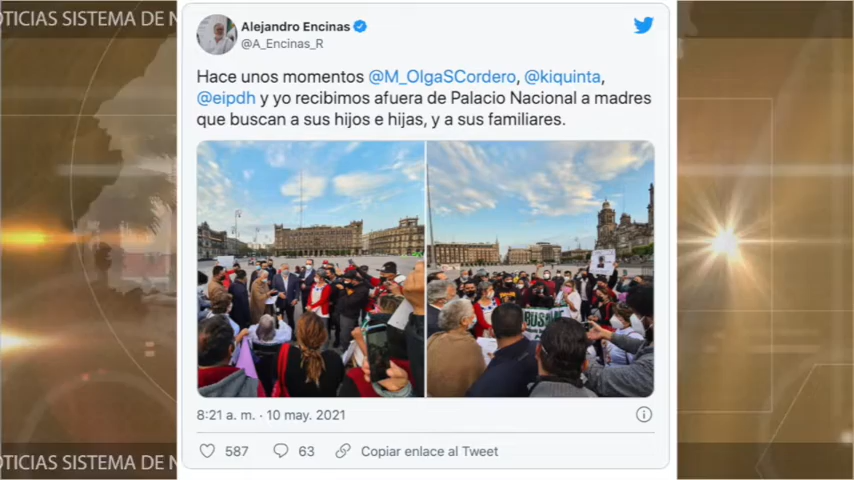 OTICIAS SISTEMA DE N
Alejandro Encinas
@A_Encinas_R
Hace unos momentos @M_OlgaSCordero, @kiquinta,
@eipdh y yo recibimos afuera de Palacio Nacional a madres
que buscan a sus hijos e hijas, y a sus familiares.
8:21 a. m. · 10 may. 2021
587 63 Copiar enlace al Tweet
OTICIAS SISTEMA DE N